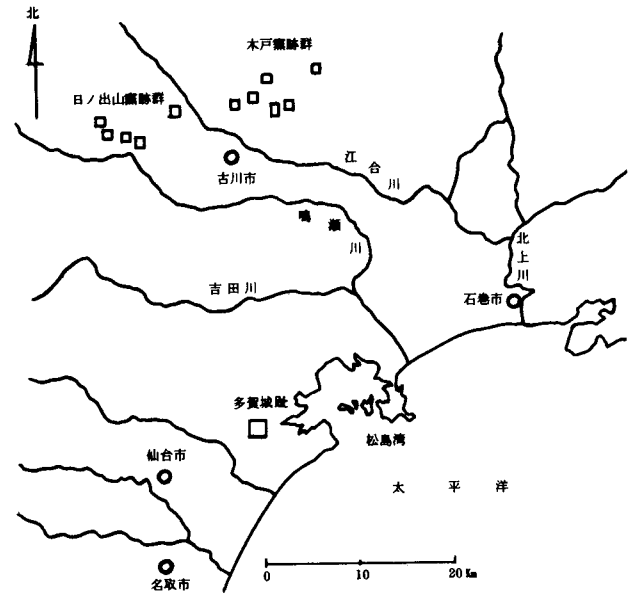 北
木戸窯跡群
日ノ出山窯跡群
江合川
古川市
鳴瀬川
北上川
吉田川
石巻市
多賀城趾
松島湾
仙台市
太平洋
名取市
0 10 20 Km